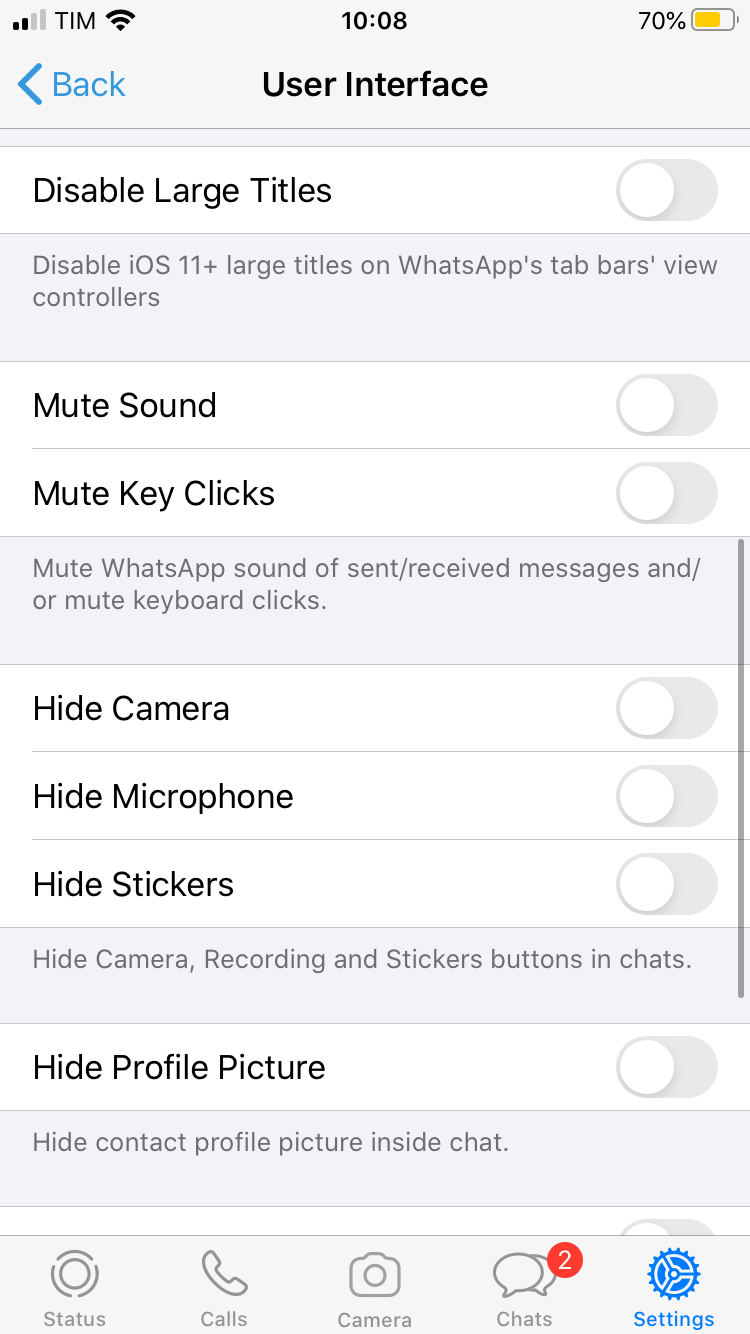 TIM 10:08 70%
Back User Interface
Disable Large Titles
Disable iOS 11+ large titles on WhatsApp's tab bars' view
controllers
Mute Sound
Mute Key Clicks
Mute WhatsApp sound of sent/received messages and/
or mute keyboard clicks.
Hide Camera
Hide Microphone
Hide Stickers
Hide Camera, Recording and Stickers buttons in chats.
Hide Profile Picture
Hide contact profile picture inside chat.
2
Status Calls Camera Chats Settings